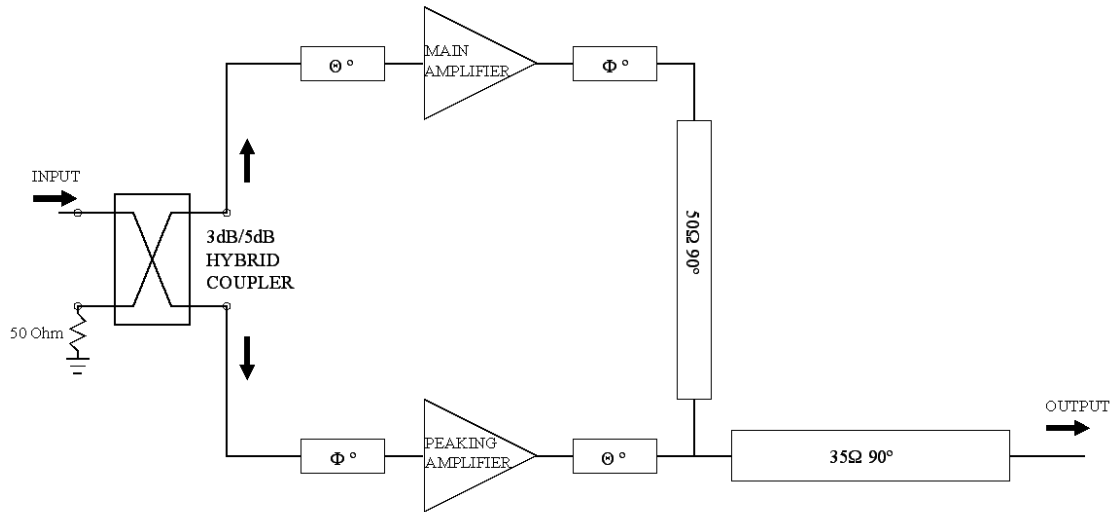 Θ °
MAIN
AMPLIFIER
Φ °
INPUT
3dB/5dB
HYBRID
COUPLER
50Ω 90°
50 Ohm
Φ °
PEAKING
AMPLIFIER
Θ °
35Ω 90°
OUTPUT